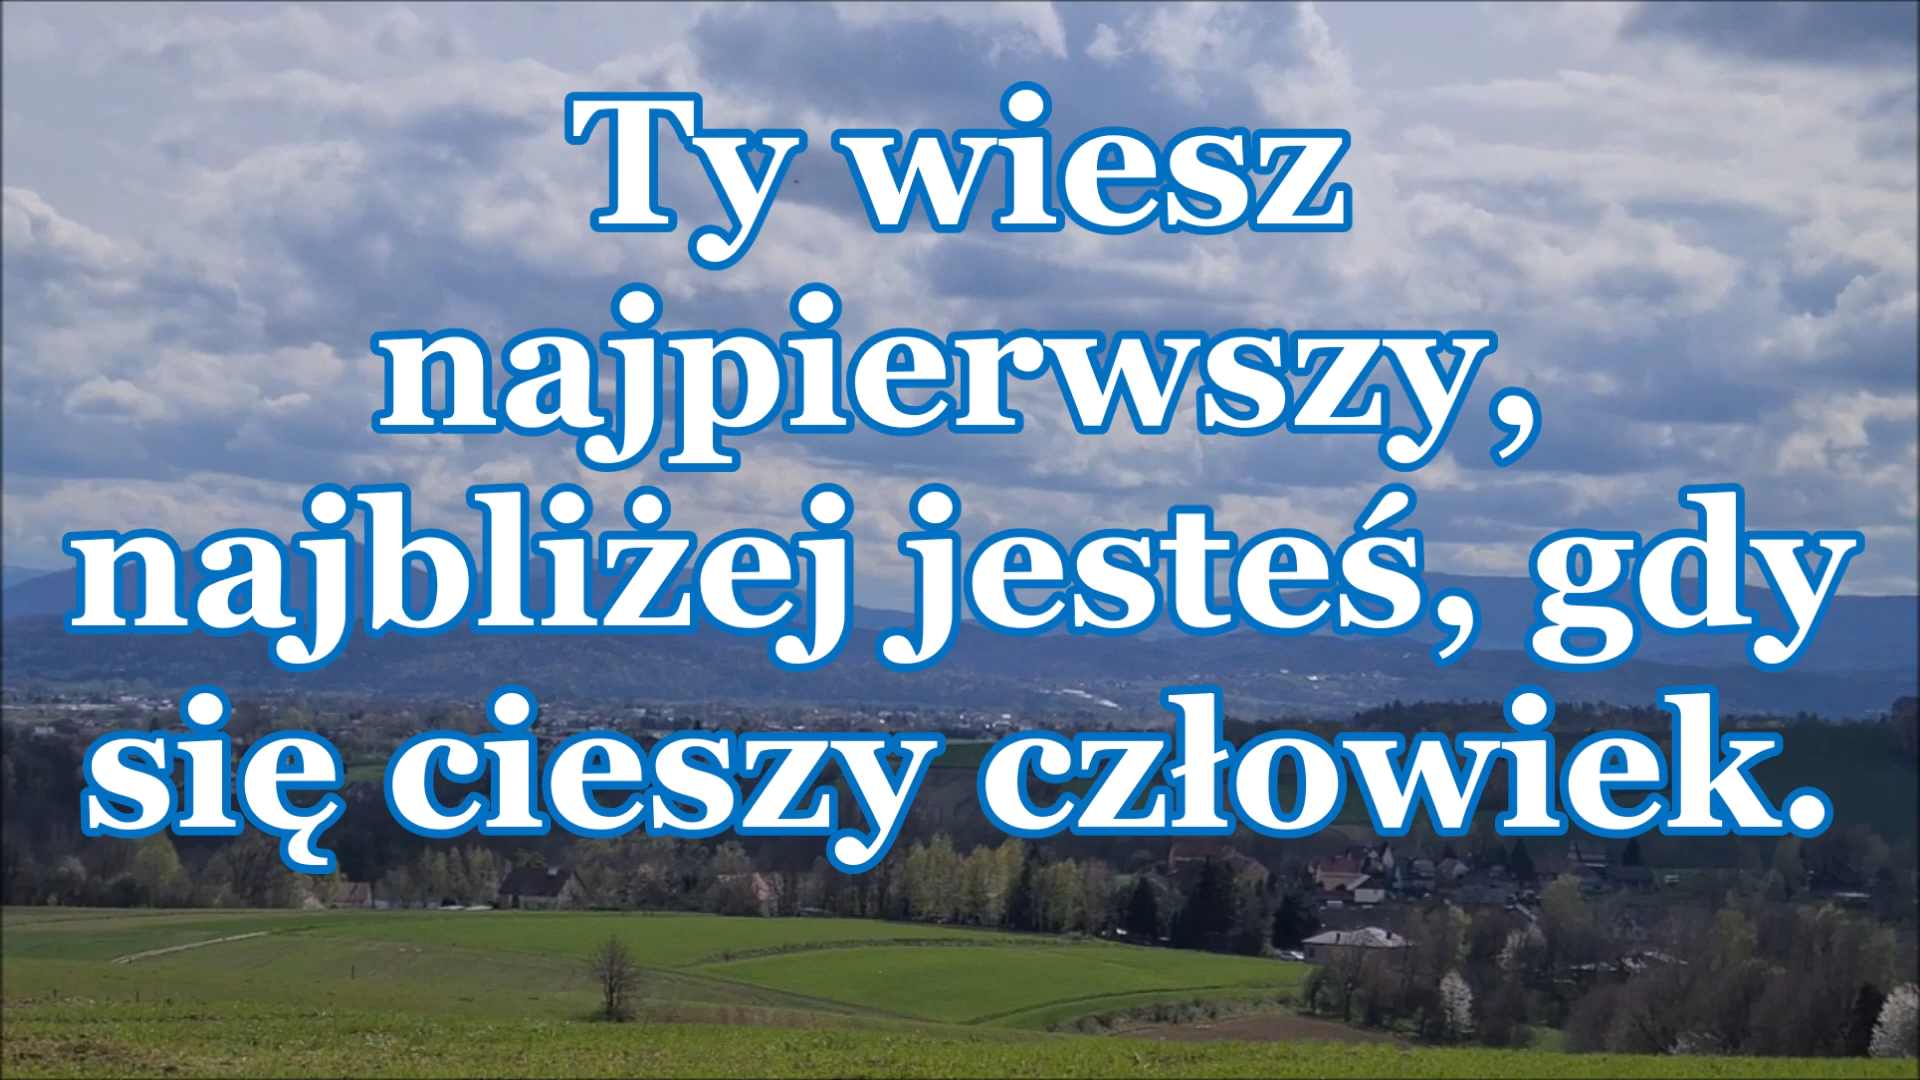 Ty wiesz
najpierwszy,
najbliżej jesteś, gdy
się cieszy człowiek.